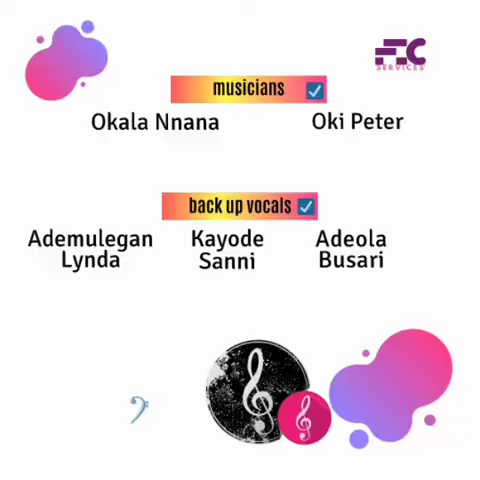 FFC
SERVICES
musicians
Okala Nnana Oki Peter
back up vocals
Ademulegan Kayode Adeola
Lynda Sanni Busari